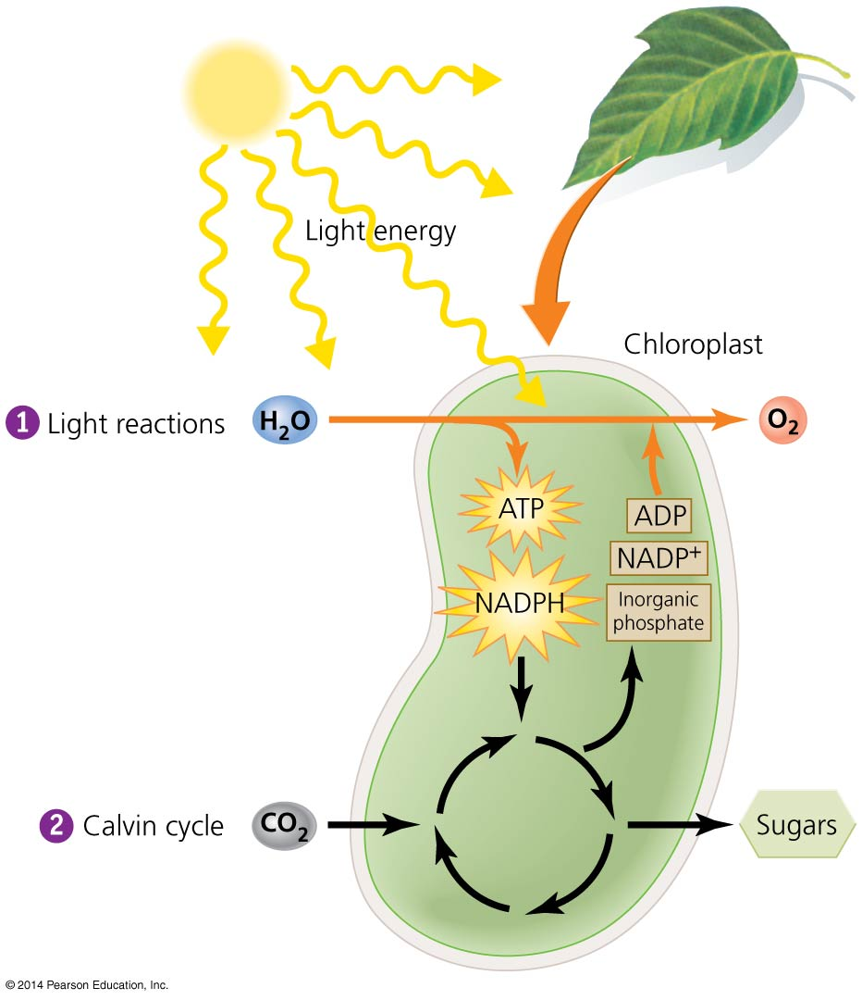 Light energy
Chloroplast
1 Light reactions
H₂O
O₂
ATP
ADP
NADP⁺
NADPH
Inorganic
phosphate
2 Calvin cycle
CO₂
Sugars
© 2014 Pearson Education, Inc.